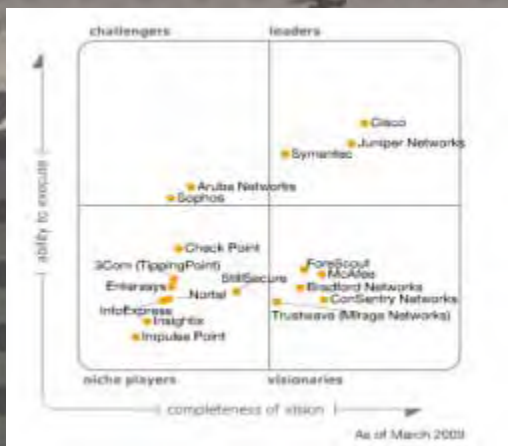 challengers
leaders
Cisco
Juniper Networks
Symantec
Aruba Networks
Sophos
Check Point
3Com (TippingPoint)
StillSecure
ForeScout
McAfee
Enterasys
Bradford Networks
Nortel
ConSentry Networks
InfoExpress
Trustwave (Mirage Networks)
Insightix
Impulse Point
niche players
visionaries
ability to execute
completeness of vision
As of March 2009